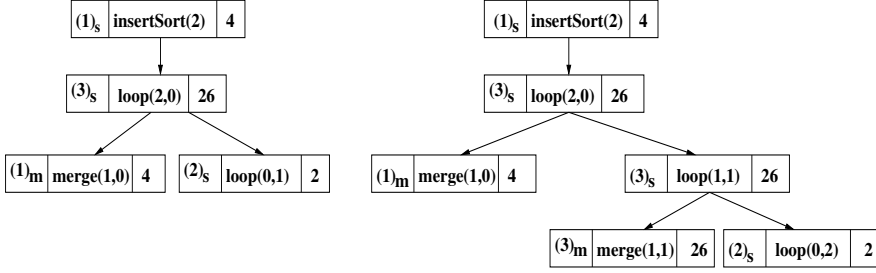 (1)s insertSort(2) 4 (1)s insertSort(2) 4
(3)s loop(2,0) 26 (3)s loop(2,0) 26
(1)m merge(1,0) 4 (2)s loop(0,1) 2 (1)m merge(1,0) 4 (3)s loop(1,1) 26
(3)m merge(1,1) 26 (2)s loop(0,2) 2